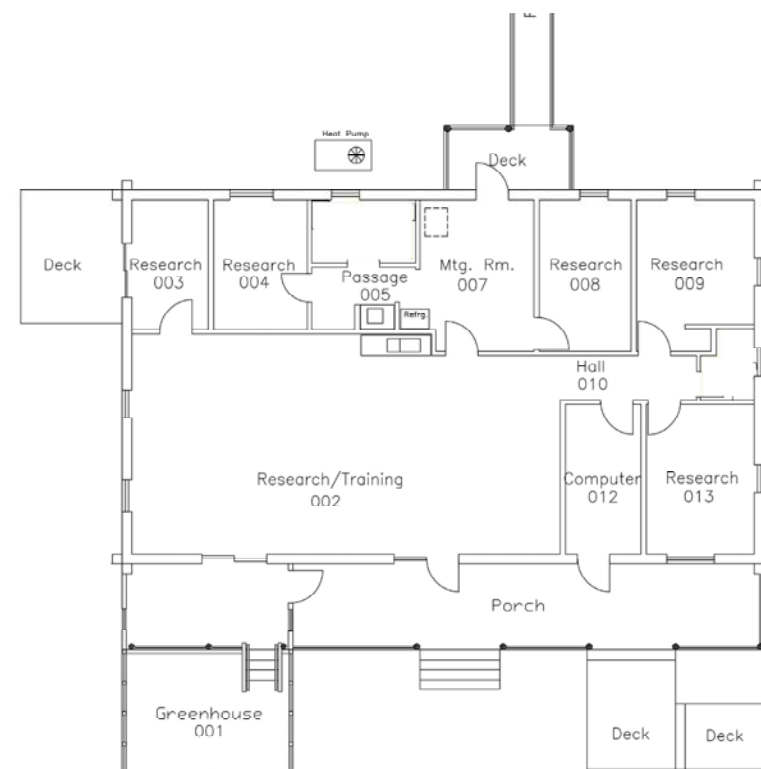 Heat Pump
Deck
Deck
Research
003
Research
004
Passage
005
Refrg.
Mtg. Rm.
007
Research
008
Research
009
Hall
010
Research/Training
002
Computer
012
Research
013
Porch
Greenhouse
001
Deck
Deck